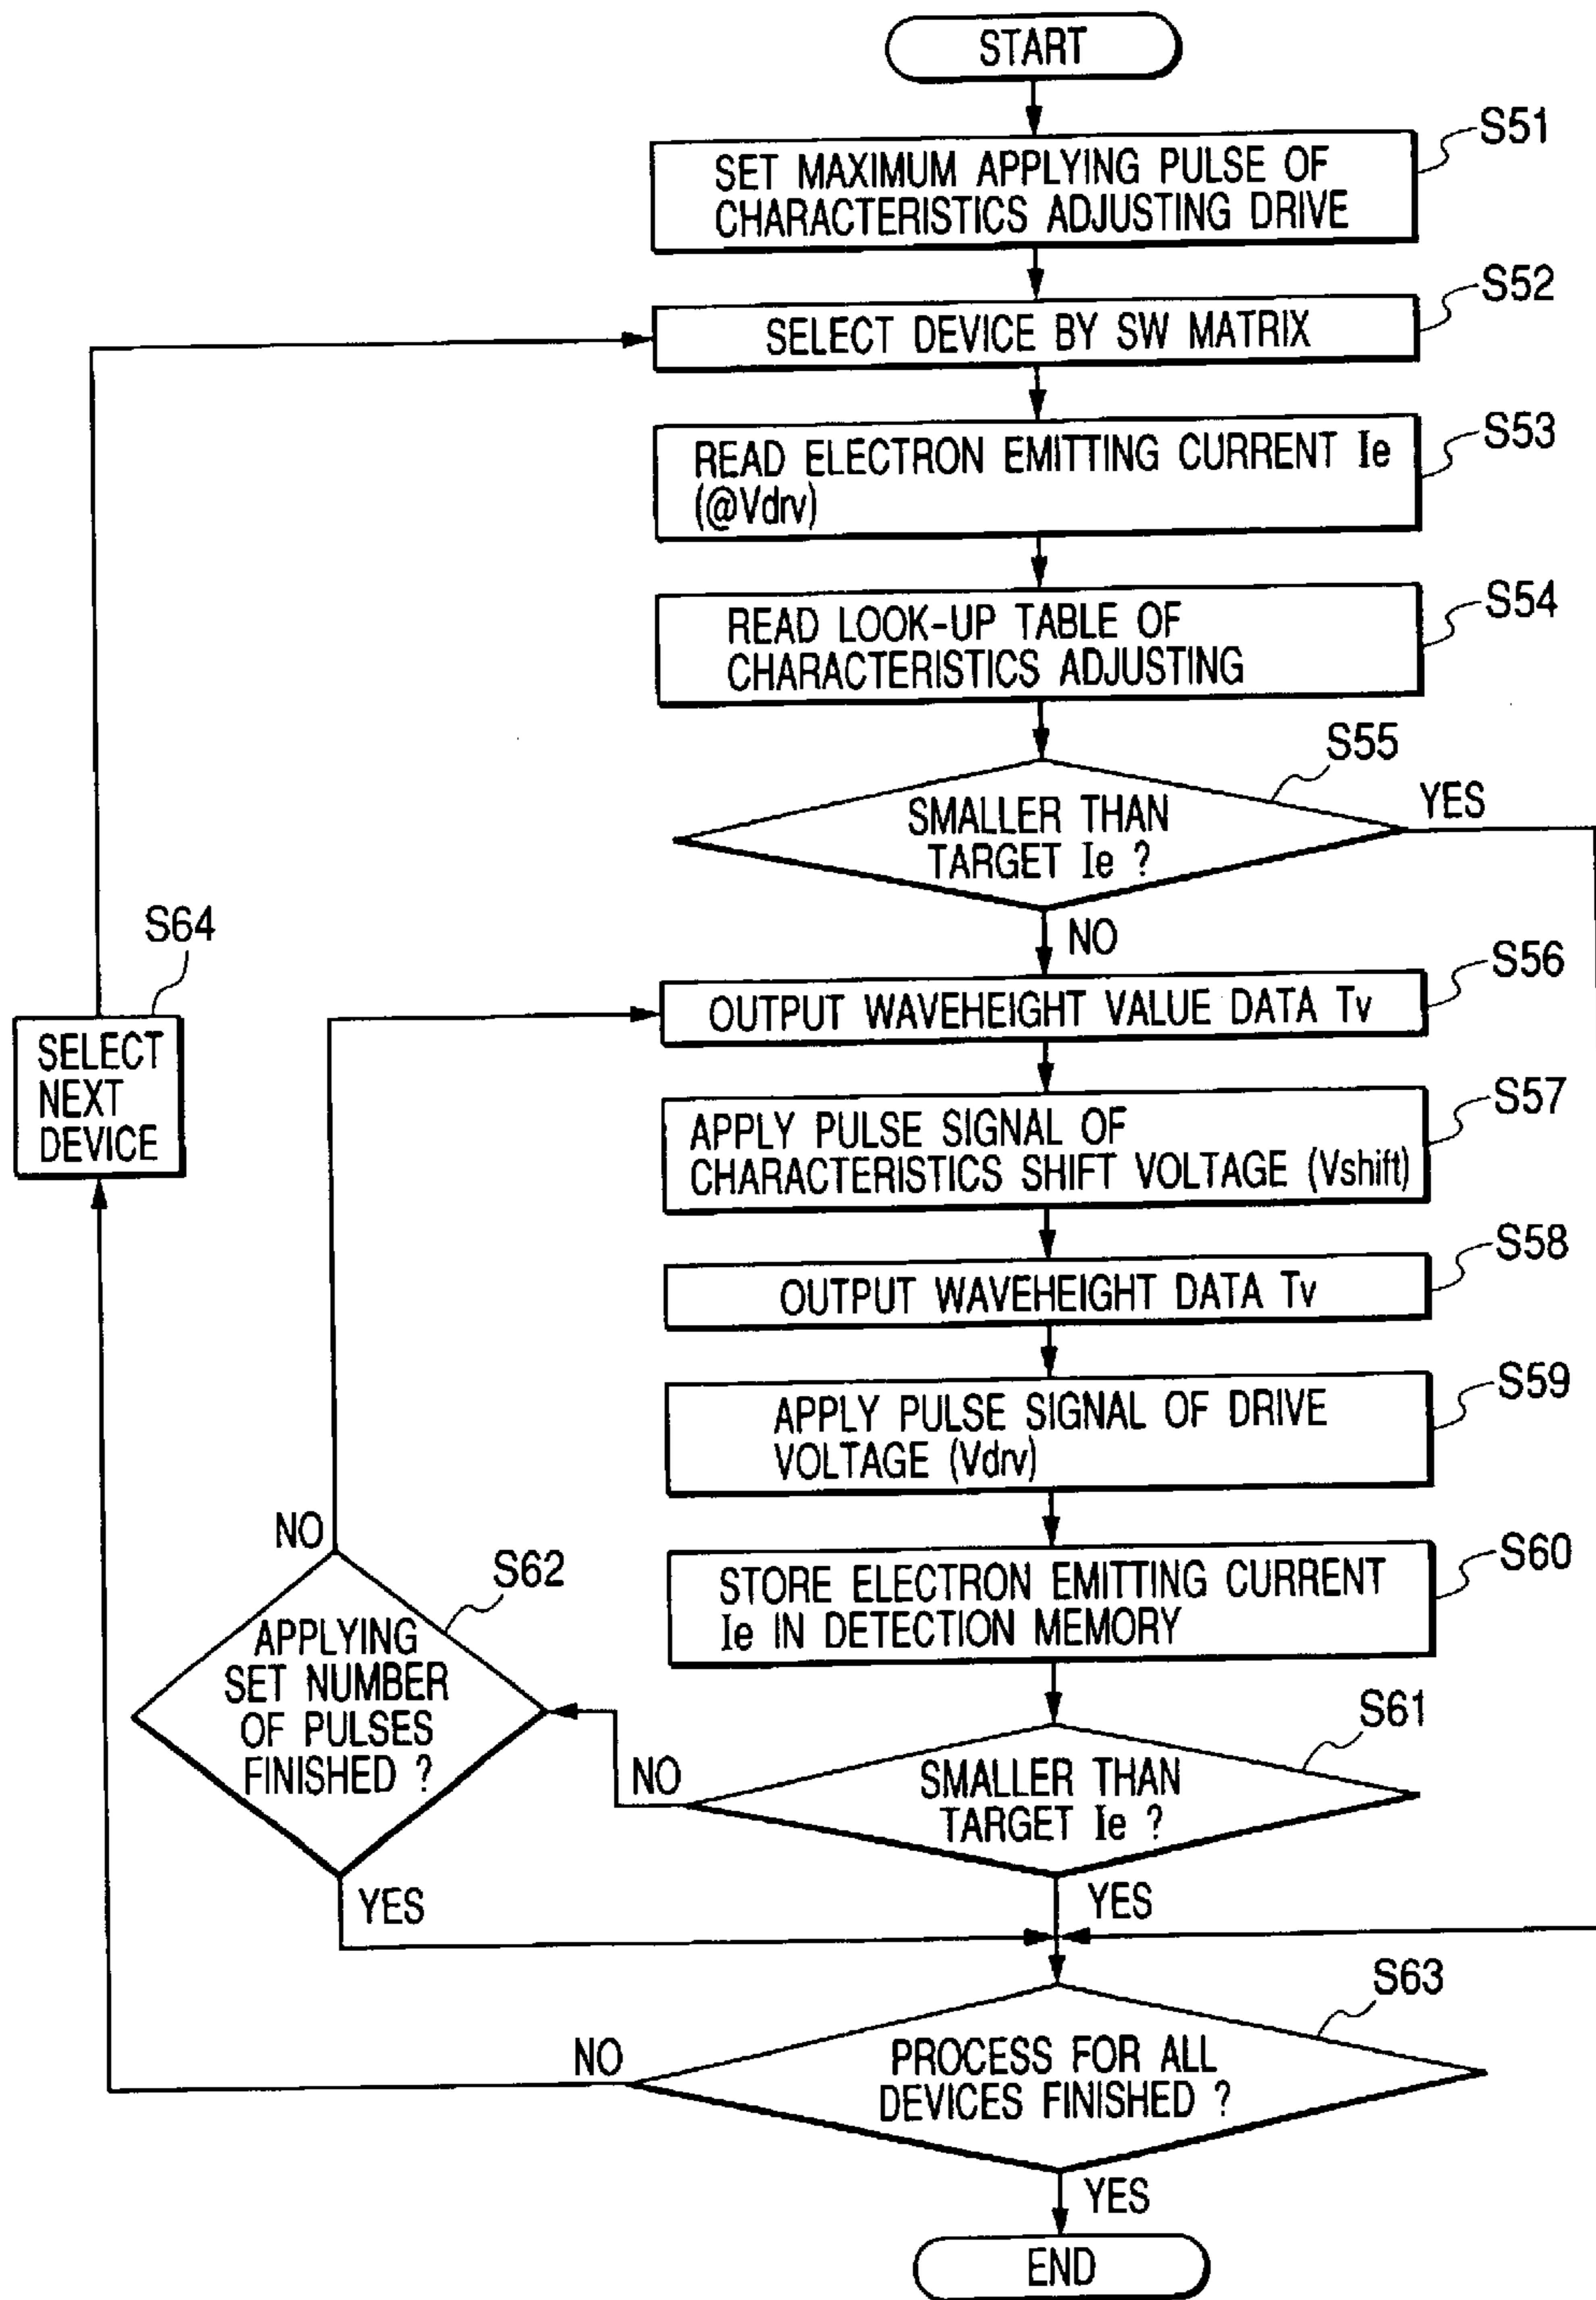 START
S51
SET MAXIMUM APPLYING PULSE OF
CHARACTERISTICS ADJUSTING DRIVE
S52
SELECT DEVICE BY SW MATRIX
S53
READ ELECTRON EMITTING CURRENT Ie
(@Vdrv)
S54
READ LOOK-UP TABLE OF
CHARACTERISTICS ADJUSTING
S55
SMALLER THAN
TARGET Ie ?
YES
NO
S64
SELECT
NEXT
DEVICE
S56
OUTPUT WAVEHEIGHT VALUE DATA Tv
S57
APPLY PULSE SIGNAL OF
CHARACTERISTICS SHIFT VOLTAGE (Vshift)
S58
OUTPUT WAVEHEIGHT DATA Tv
S59
APPLY PULSE SIGNAL OF DRIVE
VOLTAGE (Vdrv)
S60
STORE ELECTRON EMITTING CURRENT
Ie IN DETECTION MEMORY
NO
S62
APPLYING
SET NUMBER
OF PULSES
FINISHED ?
YES
S61
SMALLER THAN
TARGET Ie ?
NO
YES
S63
PROCESS FOR ALL
DEVICES FINISHED ?
NO
YES
END